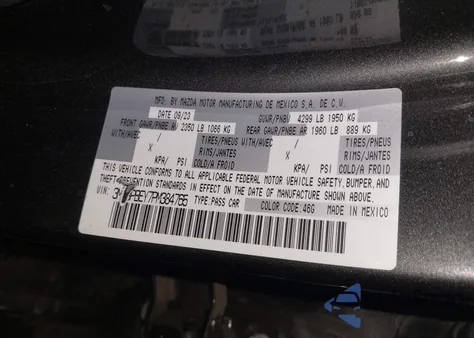 MFD. BY MAZDA MOTOR MANUFACTURING DE MEXICO S.A. DE C.V.
DATE 09/23 GVWR/PNBV 4299 LB 1950 KG
FRONT GAWR/PNBE AV 2350 LB 1066 KG REAR GAWR/PNBE AR 1960 LB 889 KG
WITH/AVEC TIRES/PNEUS WITH/AVEC TIRES/PNEUS
/ RIMS/JANTES / RIMS/JANTES
X X
KPA/ PSI COLD/A FROID KPA/ PSI COLD/A FROID
THIS VEHICLE CONFORMS TO ALL APPLICABLE FEDERAL MOTOR VEHICLE SAFETY, BUMPER, AND
THEFT PREVENTION STANDARDS IN EFFECT ON THE DATE OF MANUFACTURE SHOWN ABOVE.
VIN: TYPE: PASS CAR COLOR CODE: 46G MADE IN MEXICO